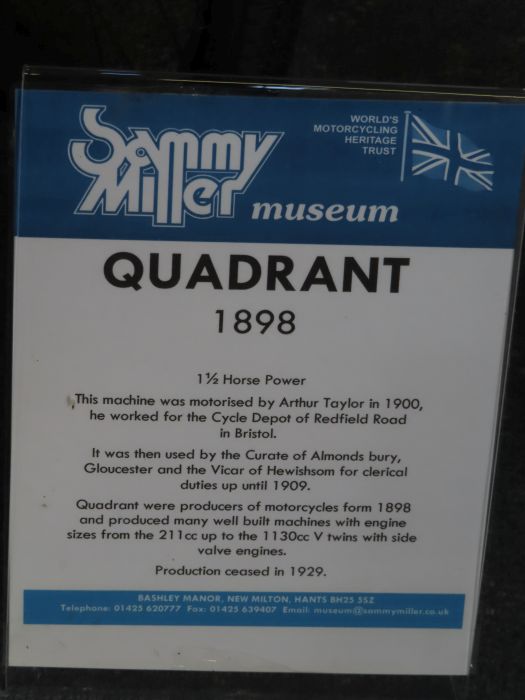 Sammy
Miller museum
WORLD'S
MOTORCYCLING
HERITAGE
TRUST
QUADRANT
1898
1½ Horse Power
This machine was motorised by Arthur Taylor in 1900,
he worked for the Cycle Depot of Redfield Road
in Bristol.
It was then used by the Curate of Almonds bury,
Gloucester and the Vicar of Hewishsom for clerical
duties up until 1909.
Quadrant were producers of motorcycles form 1898
and produced many well built machines with engine
sizes from the 211cc up to the 1130cc V twins with side
valve engines.
Production ceased in 1929.
BASHLEY MANOR, NEW MILTON, HANTS BH25 5SZ
Telephone: 01425 620777 Fax: 01425 639407 Email: museum@sammymiller.co.uk